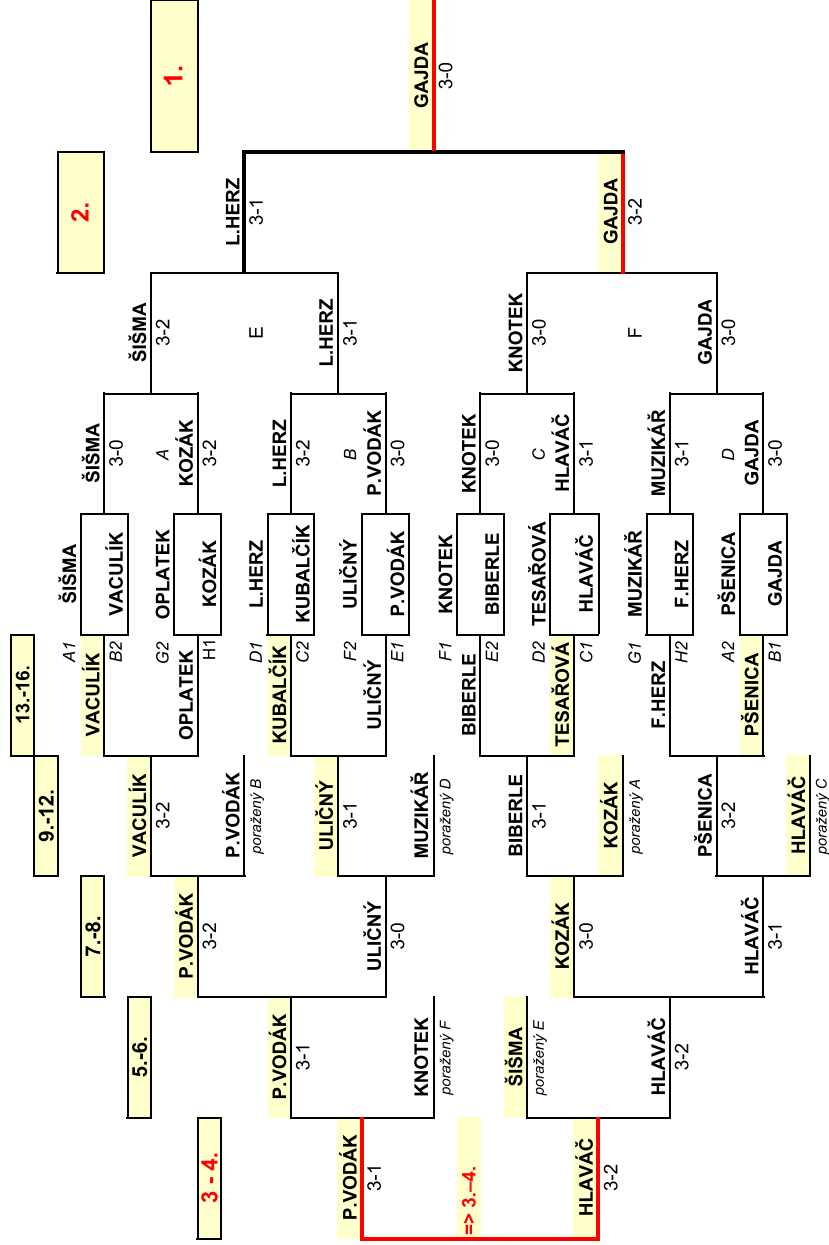 13.-16.
9.-12.
A1 ŠIŠMA 2.
7.-8. VACULÍK ŠIŠMA
B2 VACULÍK 3-0
5.-6. VACULÍK ŠIŠMA
3-2 G2 OPLATEK A 3-2 1.
P.VODÁK OPLATEK KOZÁK
3 - 4. 3-2 H1 KOZÁK 3-2
P.VODÁK L.HERZ
poražený B D1 L.HERZ E 3-1
P.VODÁK KUBALČÍK L.HERZ
3-1 C2 KUBALČÍK 3-2
ULIČNÝ L.HERZ
P.VODÁK 3-1 F2 ULIČNÝ B 3-1
3-1 ULIČNÝ ULIČNÝ P.VODÁK
3-0 E1 P.VODÁK 3-0
KNOTEK MUZIKÁŘ GAJDA
poražený F poražený D F1 KNOTEK 3-0
=> 3.–4. BIBERLE KNOTEK
E2 BIBERLE 3-0
ŠIŠMA BIBERLE KNOTEK
poražený E 3-1 D2 TESAŘOVÁ C 3-0
KOZÁK TESAŘOVÁ HLAVÁČ
HLAVÁČ 3-0 C1 HLAVÁČ 3-1
3-2 KOZÁK GAJDA
poražený A G1 MUZIKÁŘ F 3-2
HLAVÁČ F.HERZ MUZIKÁŘ
3-2 H2 F.HERZ 3-1
PŠENICA GAJDA
3-2 A2 PŠENICA D 3-0
HLAVÁČ PŠENICA GAJDA
3-1 B1 GAJDA 3-0
HLAVÁČ
poražený C